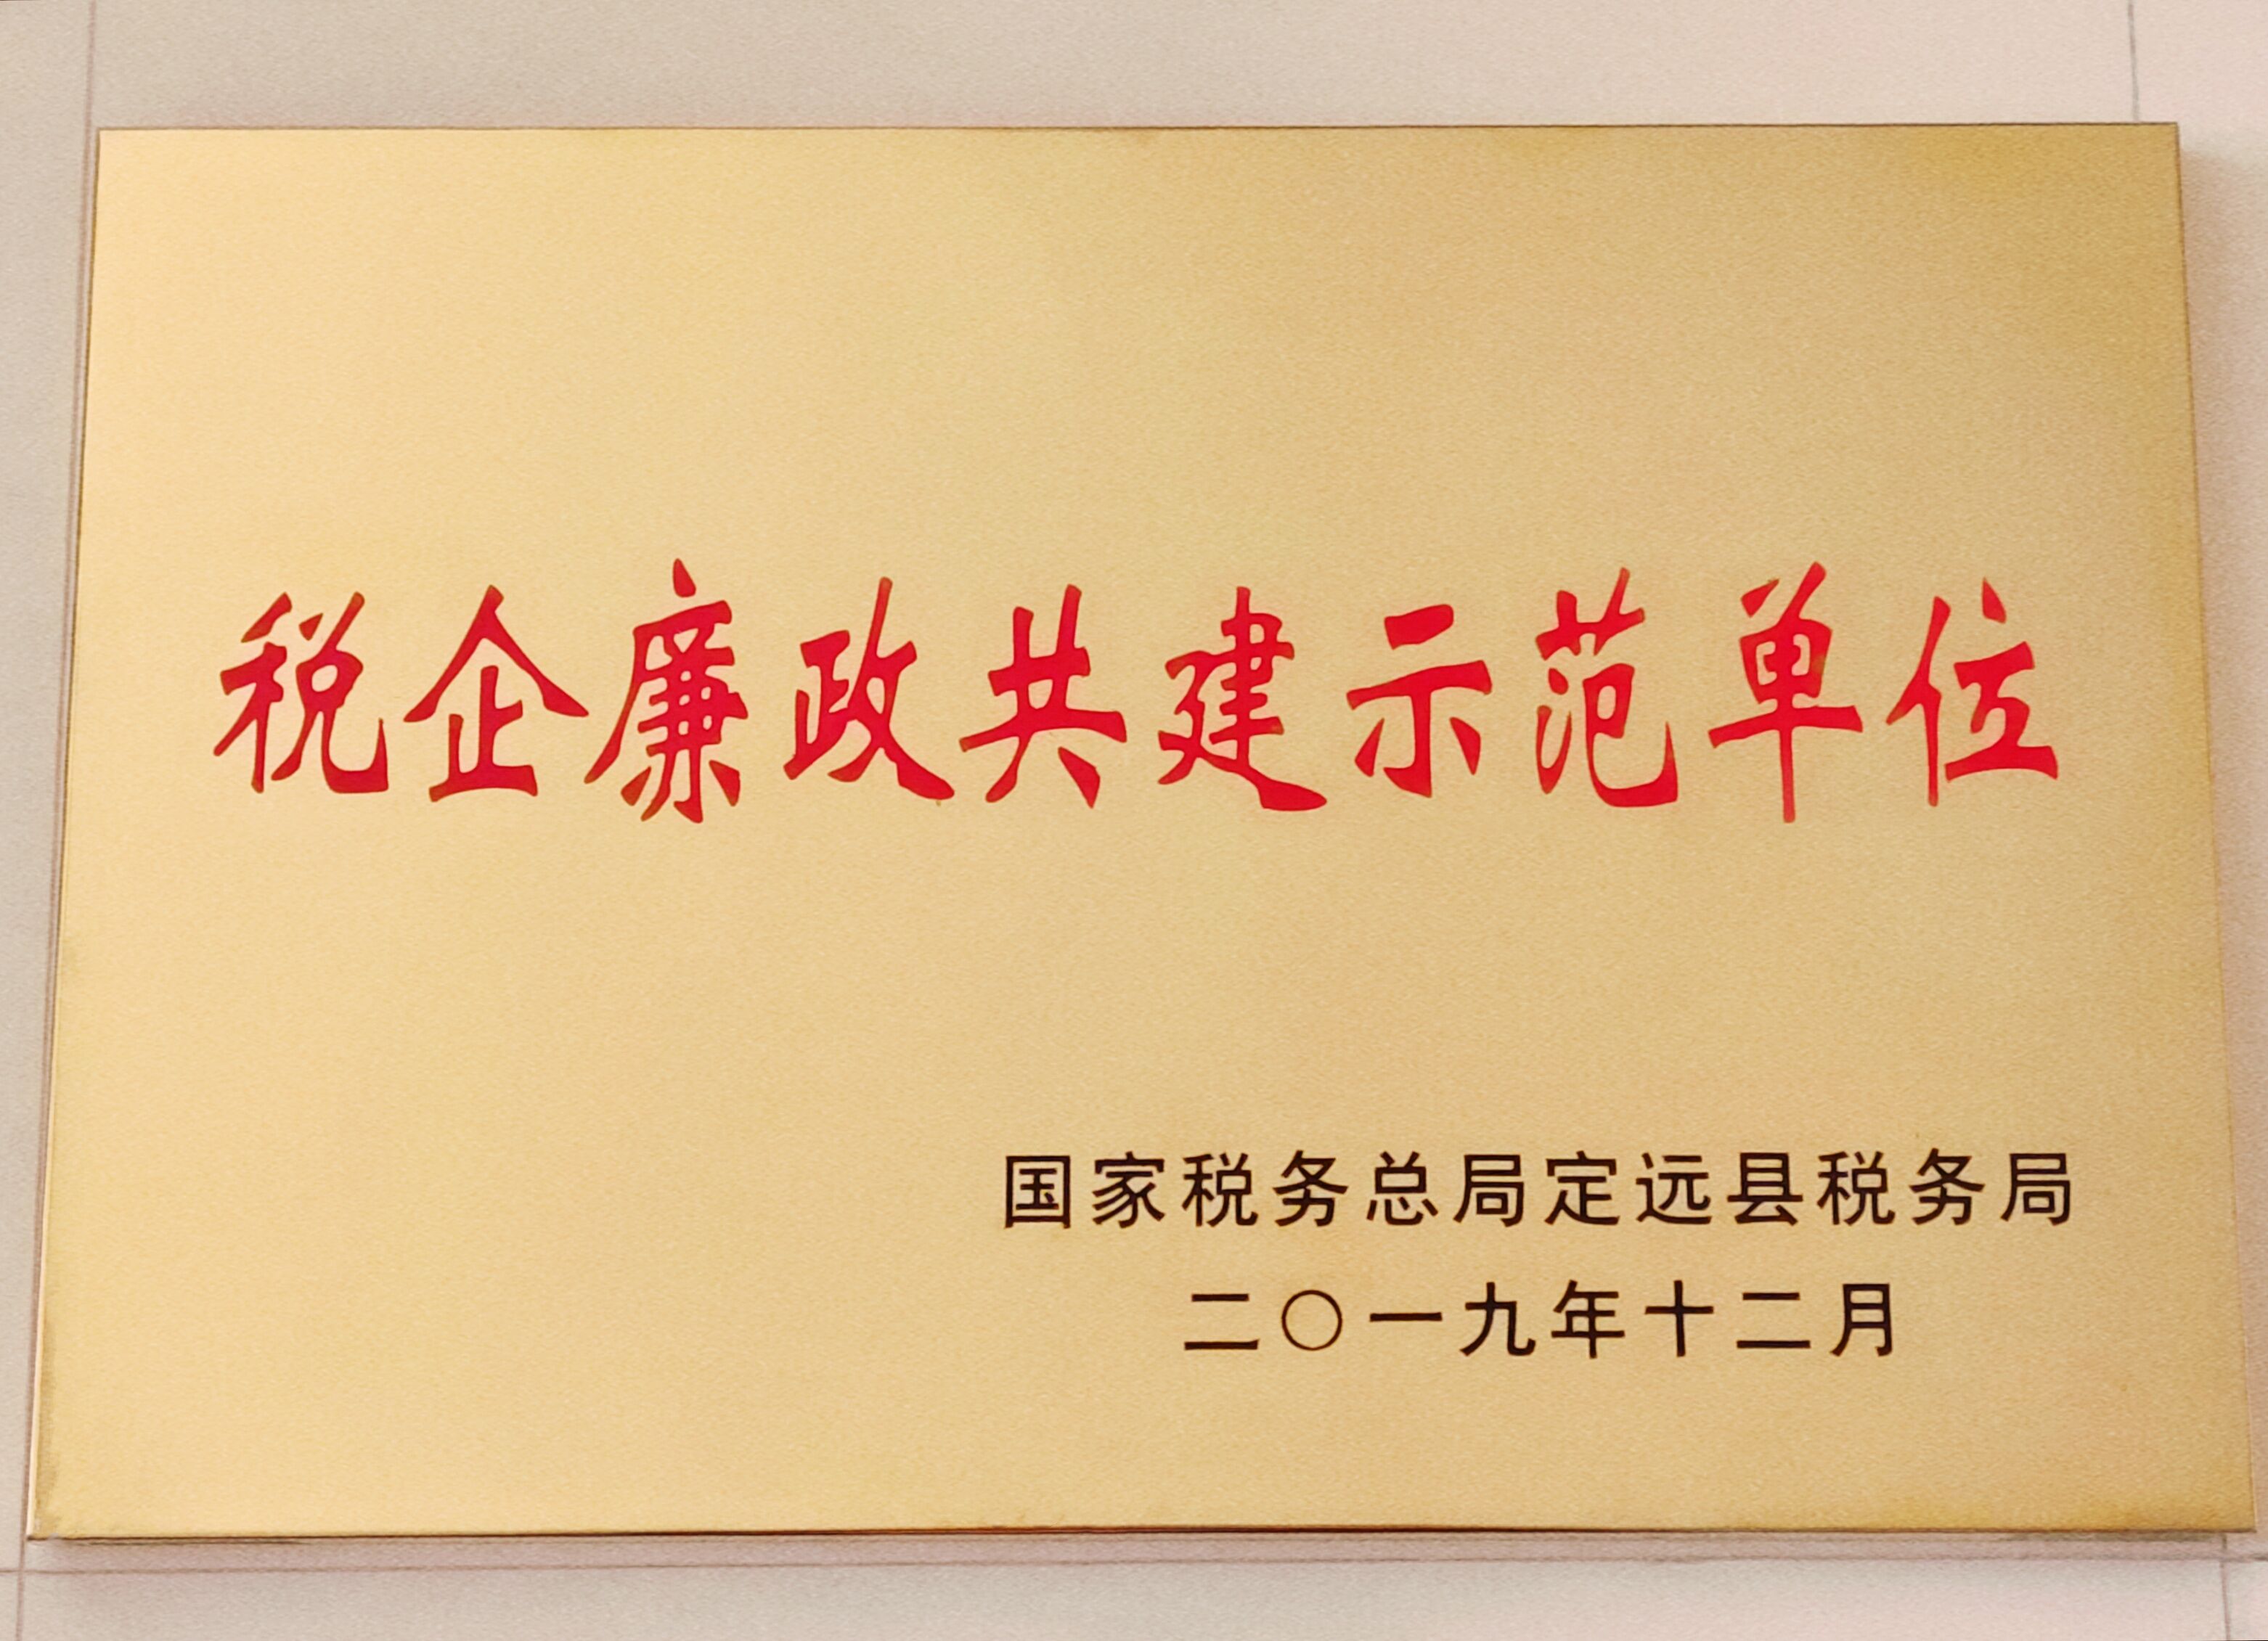 税企廉政共建示范单位
国家税务总局定远县税务局
二〇一九年十二月